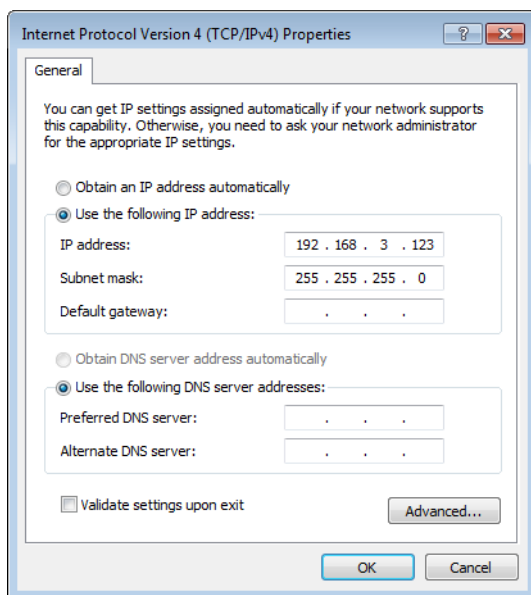 Internet Protocol Version 4 (TCP/IPv4) Properties
General
You can get IP settings assigned automatically if your network supports
this capability. Otherwise, you need to ask your network administrator
for the appropriate IP settings.
Obtain an IP address automatically
Use the following IP address:
IP address: 192 . 168 . 3 . 123
Subnet mask: 255 . 255 . 255 . 0
Default gateway: . . .
Obtain DNS server address automatically
Use the following DNS server addresses:
Preferred DNS server: . . .
Alternate DNS server: . . .
Validate settings upon exit
Advanced...
OK Cancel